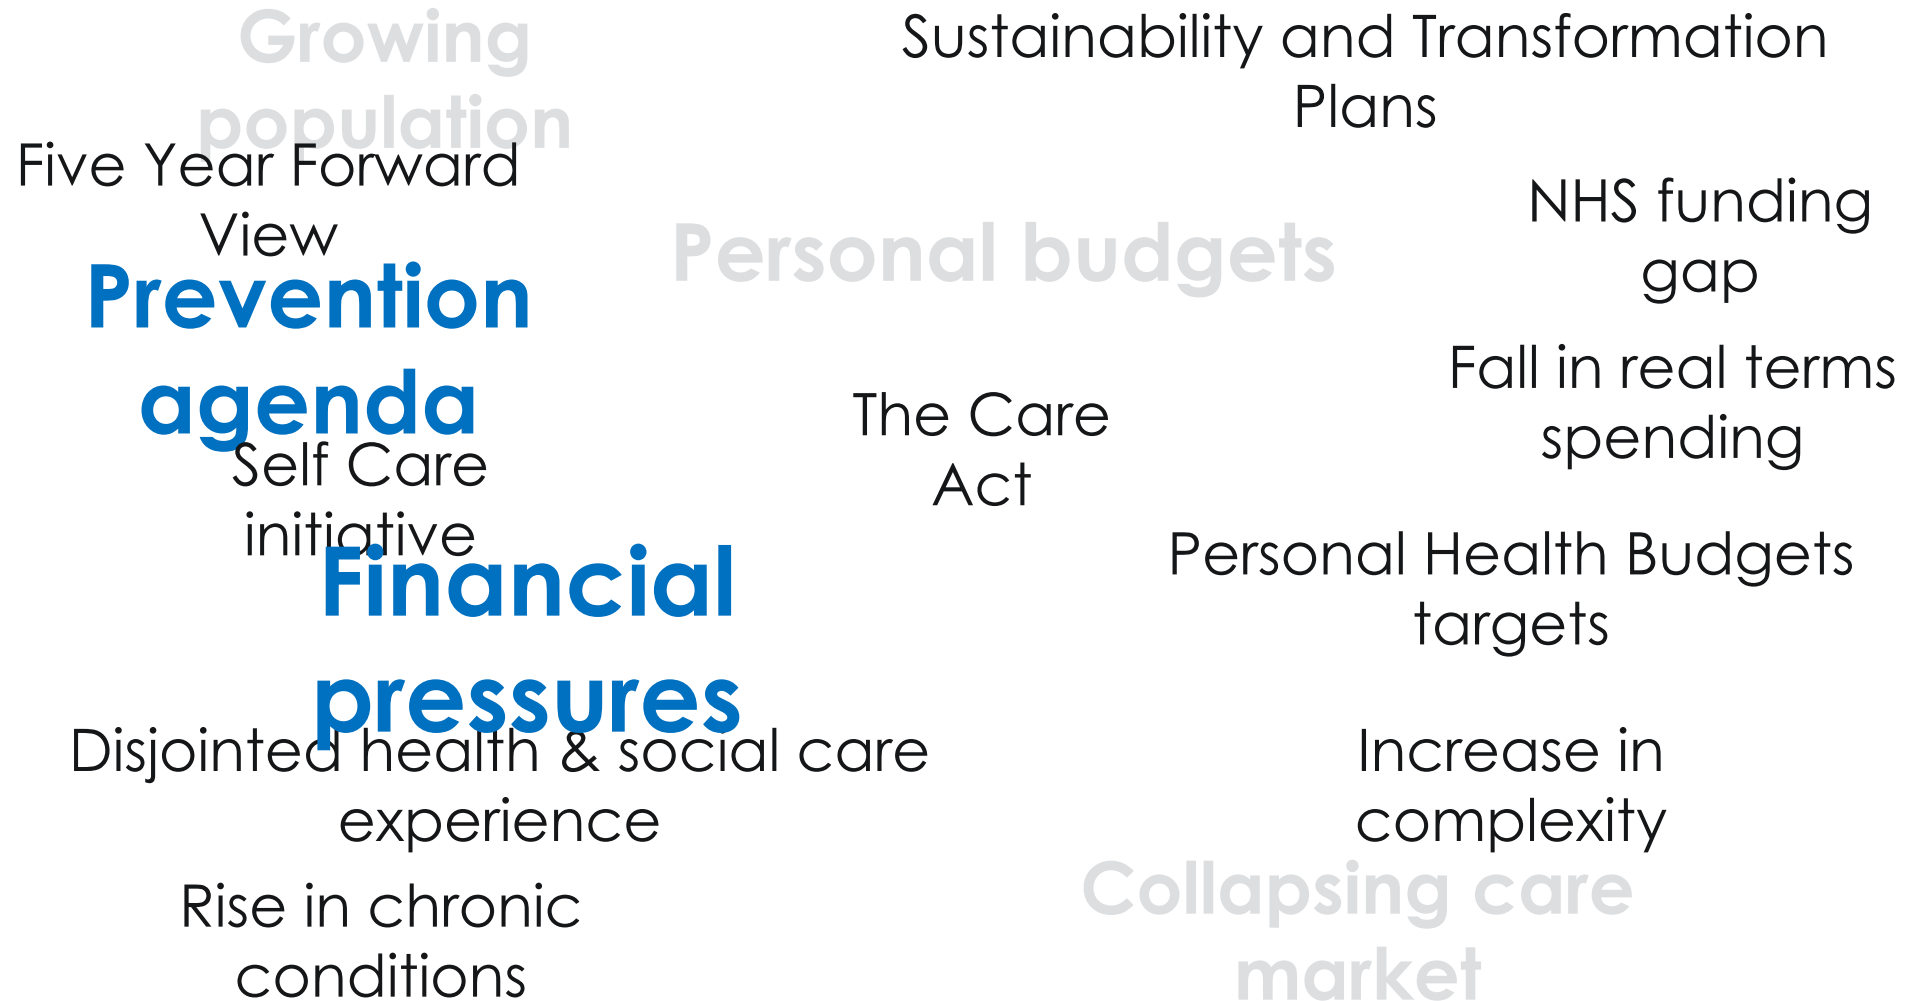 Growing
population
Sustainability and Transformation
Plans
Five Year Forward
View
NHS funding
gap
Personal budgets
Prevention
agenda
Fall in real terms
spending
The Care
Act
Self Care
initiative
Personal Health Budgets
targets
Financial
pressures
Disjointed health & social care
experience
Increase in
complexity
Rise in chronic
conditions
Collapsing care
market